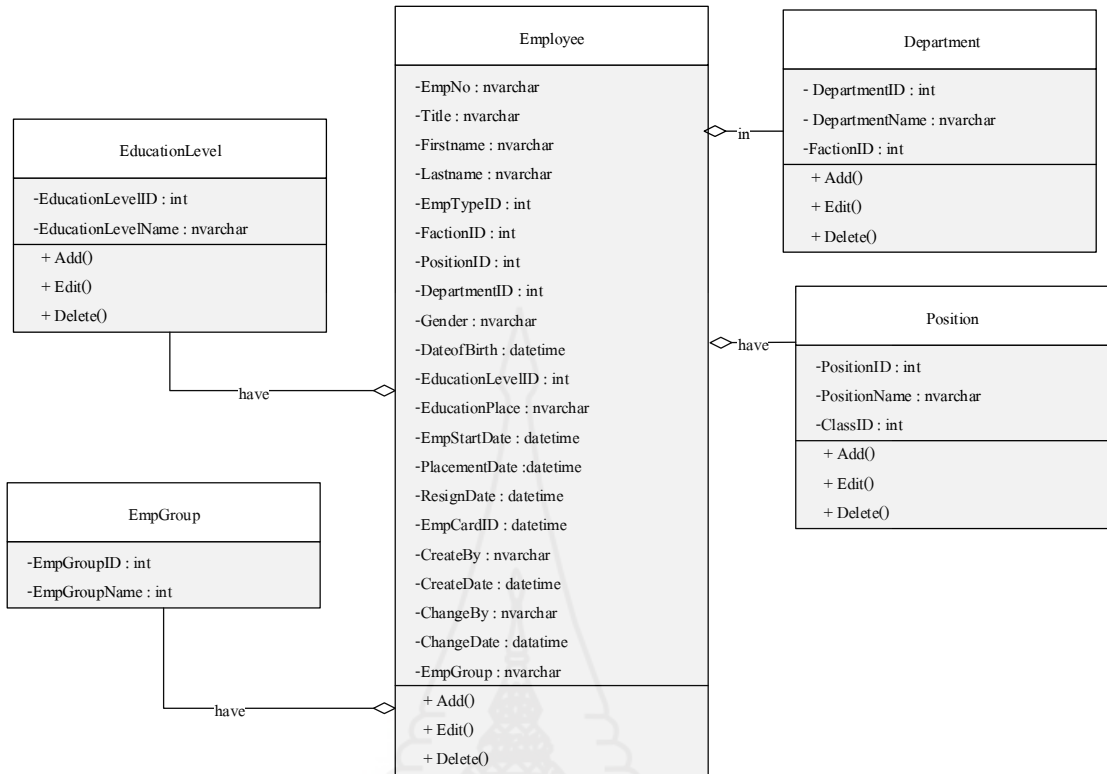 Employee
-EmpNo : nvarchar
-Title : nvarchar
-Firstname : nvarchar
-Lastname : nvarchar
-EmpTypeID : int
-FactionID : int
-PositionID : int
-DepartmentID : int
-Gender : nvarchar
-DateofBirth : datetime
-EducationLevelID : int
-EducationPlace : nvarchar
-EmpStartDate : datetime
-PlacementDate :datetime
-ResignDate : datetime
-EmpCardID : datetime
-CreateBy : nvarchar
-CreateDate : datetime
-ChangeBy : nvarchar
-ChangeDate : datatime
-EmpGroup : nvarchar
+ Add()
+ Edit()
+ Delete()
Department
- DepartmentID : int
- DepartmentName : nvarchar
-FactionID : int
+ Add()
+ Edit()
+ Delete()
in
EducationLevel
-EducationLevelID : int
-EducationLevelName : nvarchar
+ Add()
+ Edit()
+ Delete()
have
Position
-PositionID : int
-PositionName : nvarchar
-ClassID : int
+ Add()
+ Edit()
+ Delete()
have
EmpGroup
-EmpGroupID : int
-EmpGroupName : int
have